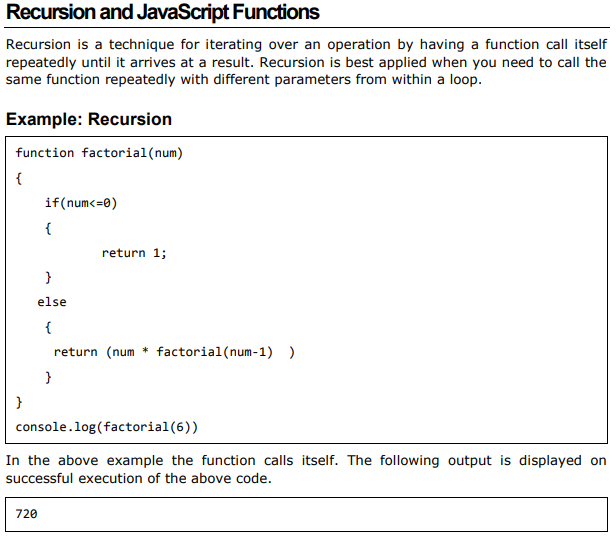 Recursion and JavaScript Functions
Recursion is a technique for iterating over an operation by having a function call itself
repeatedly until it arrives at a result. Recursion is best applied when you need to call the
same function repeatedly with different parameters from within a loop.
Example: Recursion
function factorial(num)
{
if(num<=0)
{
return 1;
}
else
{
return (num * factorial(num-1)  )
}
}
console.log(factorial(6))
In the above example the function calls itself. The following output is displayed on
successful execution of the above code.
720